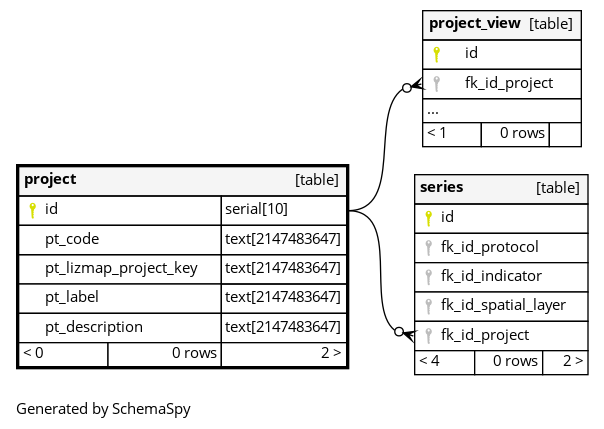 project_view [table]
id
fk_id_project
...
< 1 0 rows
project [table]
id serial[10]
pt_code text[2147483647]
pt_lizmap_project_key text[2147483647]
pt_label text[2147483647]
pt_description text[2147483647]
< 0 0 rows 2 >
series [table]
id
fk_id_protocol
fk_id_indicator
fk_id_spatial_layer
fk_id_project
< 4 0 rows 2 >
Generated by SchemaSpy